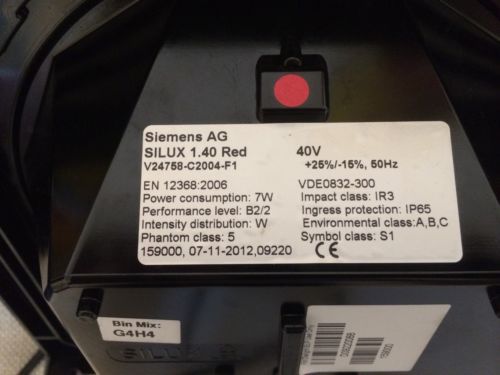 Siemens AG
SILUX 1.40 Red 40V
V24758-C2004-F1 +25%/-15%, 50Hz
EN 12368:2006 VDE0832-300
Power consumption: 7W Impact class: IR3
Performance level: B2/2 Ingress protection: IP65
Intensity distribution: W Environmental class:A,B,C
Phantom class: 5 Symbol class: S1
159000, 07-11-2012,09220 CE
Bin Mix:
G4H4
159000